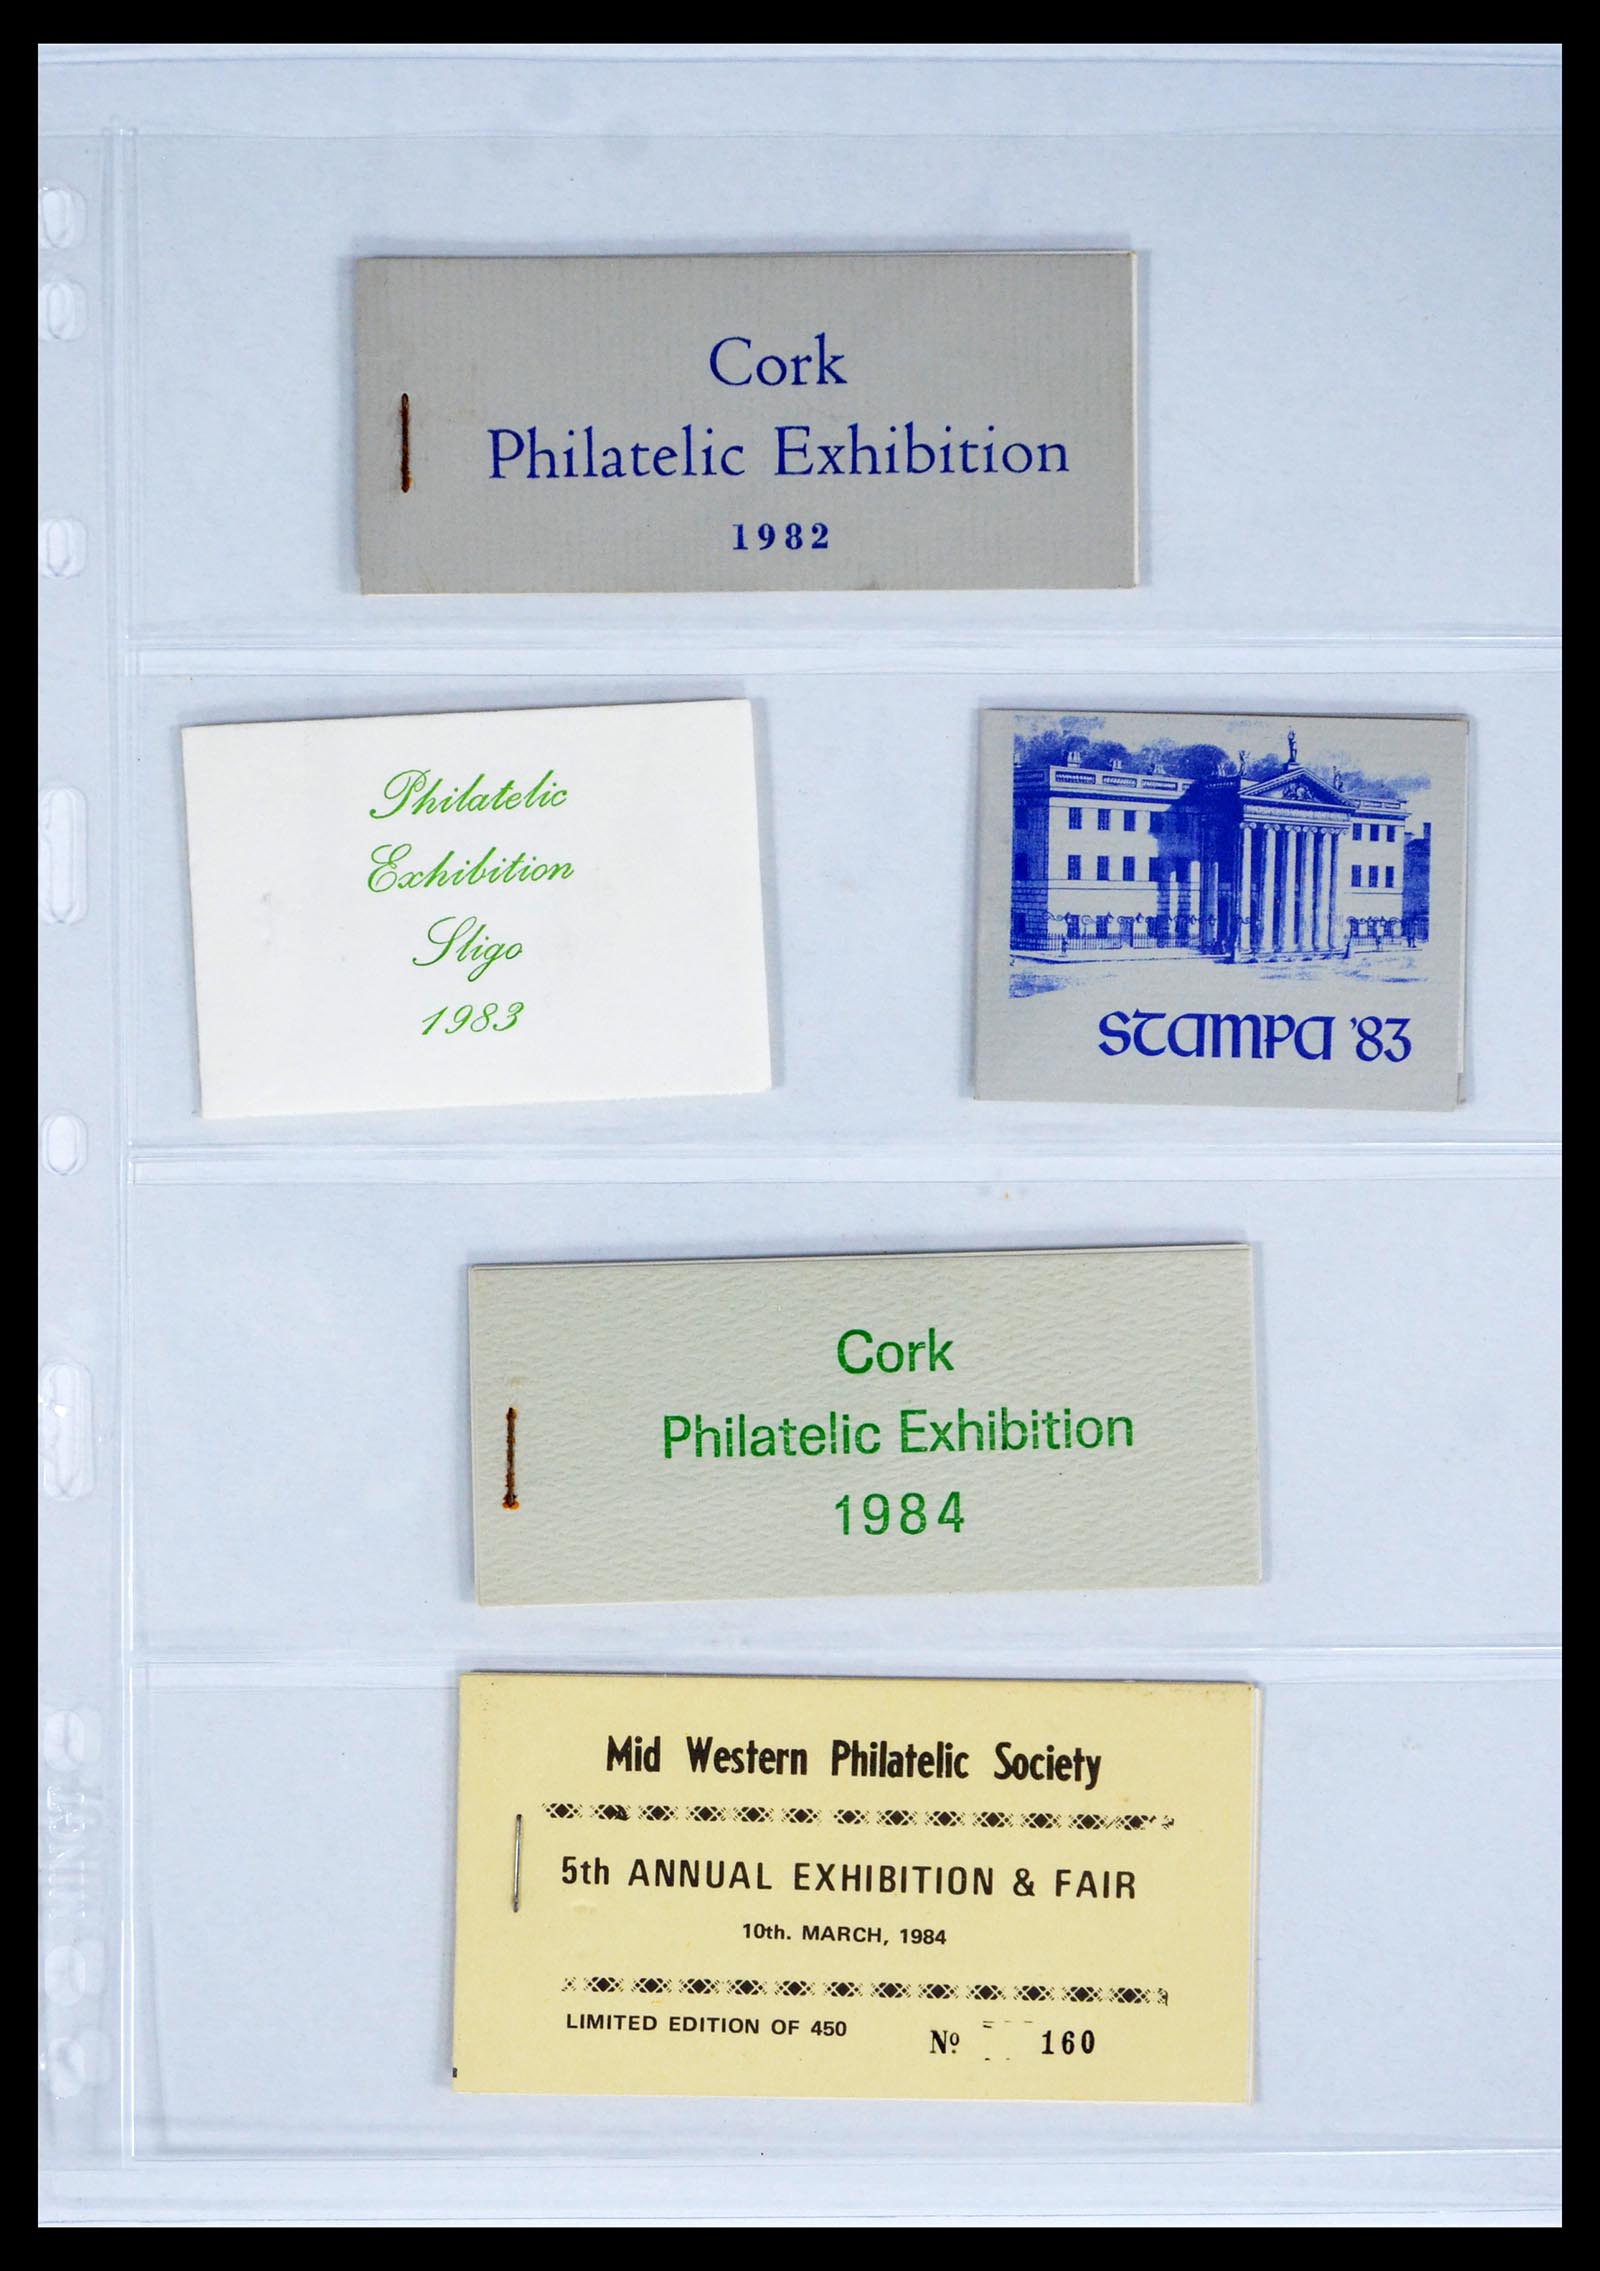 Cork
Philatelic Exhibition
1982
Philatelic
Exhibition
Sligo
1983
STAMPA '83
Cork
Philatelic Exhibition
1984
Mid Western Philatelic Society
5th ANNUAL EXHIBITION & FAIR
10th. MARCH, 1984
LIMITED EDITION OF 450 Nº 160